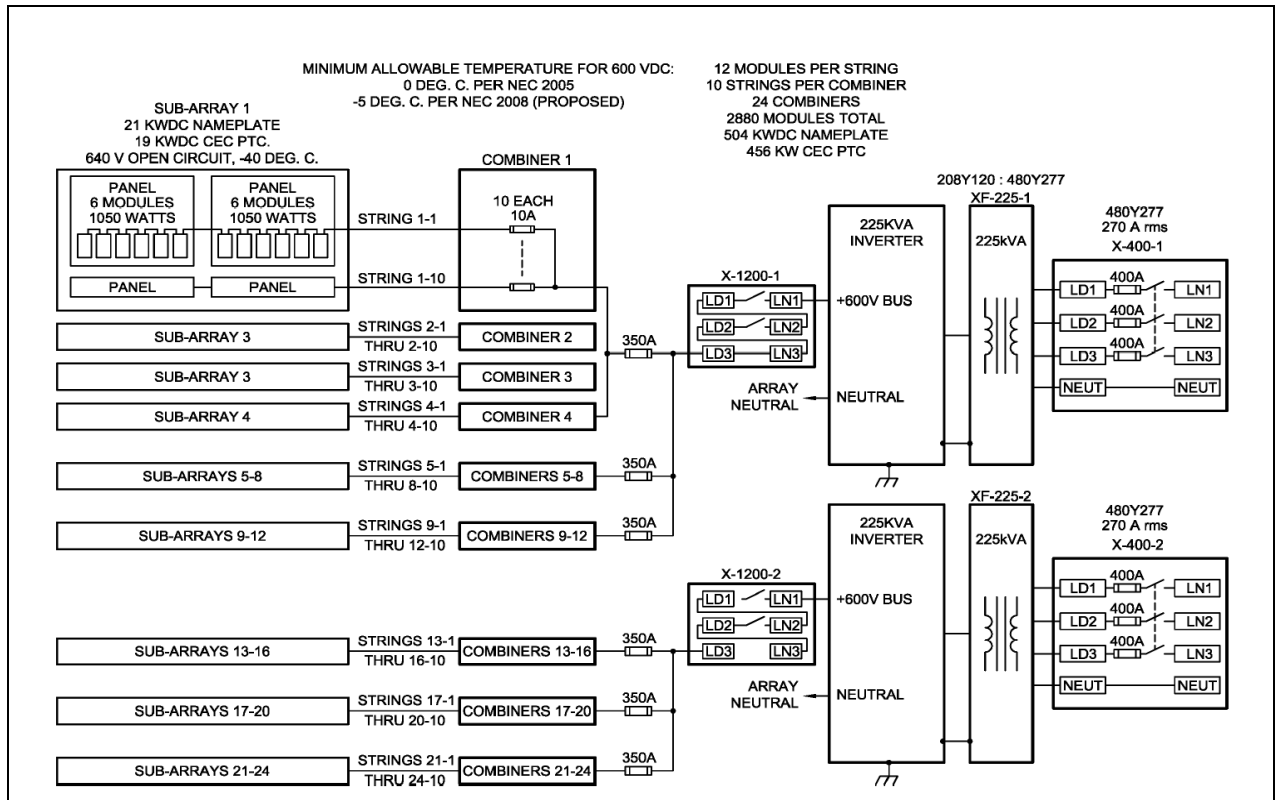 MINIMUM ALLOWABLE TEMPERATURE FOR 600 VDC:
0 DEG. C. PER NEC 2005
-5 DEG. C. PER NEC 2008 (PROPOSED)
12 MODULES PER STRING
10 STRINGS PER COMBINER
24 COMBINERS
2880 MODULES TOTAL
504 KWDC NAMEPLATE
456 KW CEC PTC
SUB-ARRAY 1
21 KWDC NAMEPLATE
19 KWDC CEC PTC.
640 V OPEN CIRCUIT, -40 DEG. C.
PANEL
6 MODULES
1050 WATTS
PANEL
6 MODULES
1050 WATTS
PANEL
PANEL
STRING 1-1
STRING 1-10
COMBINER 1
10 EACH
10A
SUB-ARRAY 3
STRINGS 2-1
THRU 2-10
COMBINER 2
SUB-ARRAY 3
STRINGS 3-1
THRU 3-10
COMBINER 3
SUB-ARRAY 4
STRINGS 4-1
THRU 4-10
COMBINER 4
350A
SUB-ARRAYS 5-8
STRINGS 5-1
THRU 8-10
COMBINERS 5-8
350A
SUB-ARRAYS 9-12
STRINGS 9-1
THRU 12-10
COMBINERS 9-12
350A
X-1200-1
LD1
LN1
LD2
LN2
LD3
LN3
+600V BUS
ARRAY
NEUTRAL
NEUTRAL
225KVA
INVERTER
208Y120 : 480Y277
XF-225-1
225kVA
480Y277
270 A rms
X-400-1
LD1
400A
LN1
LD2
400A
LN2
LD3
400A
LN3
NEUT
NEUT
SUB-ARRAYS 13-16
STRINGS 13-1
THRU 16-10
COMBINERS 13-16
350A
SUB-ARRAYS 17-20
STRINGS 17-1
THRU 20-10
COMBINERS 17-20
350A
SUB-ARRAYS 21-24
STRINGS 21-1
THRU 24-10
COMBINERS 21-24
350A
X-1200-2
LD1
LN1
LD2
LN2
LD3
LN3
+600V BUS
ARRAY
NEUTRAL
NEUTRAL
225KVA
INVERTER
XF-225-2
225kVA
480Y277
270 A rms
X-400-2
LD1
400A
LN1
LD2
400A
LN2
LD3
400A
LN3
NEUT
NEUT